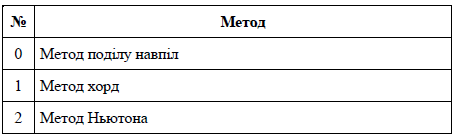 № Метод
0 Метод поділу навпіл
1 Метод хорд
2 Метод Ньютона